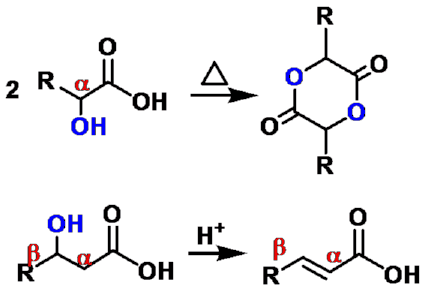 2 R α O OH OH △ R O O O O R
OH β R α O OH H⁺ β R α O OH